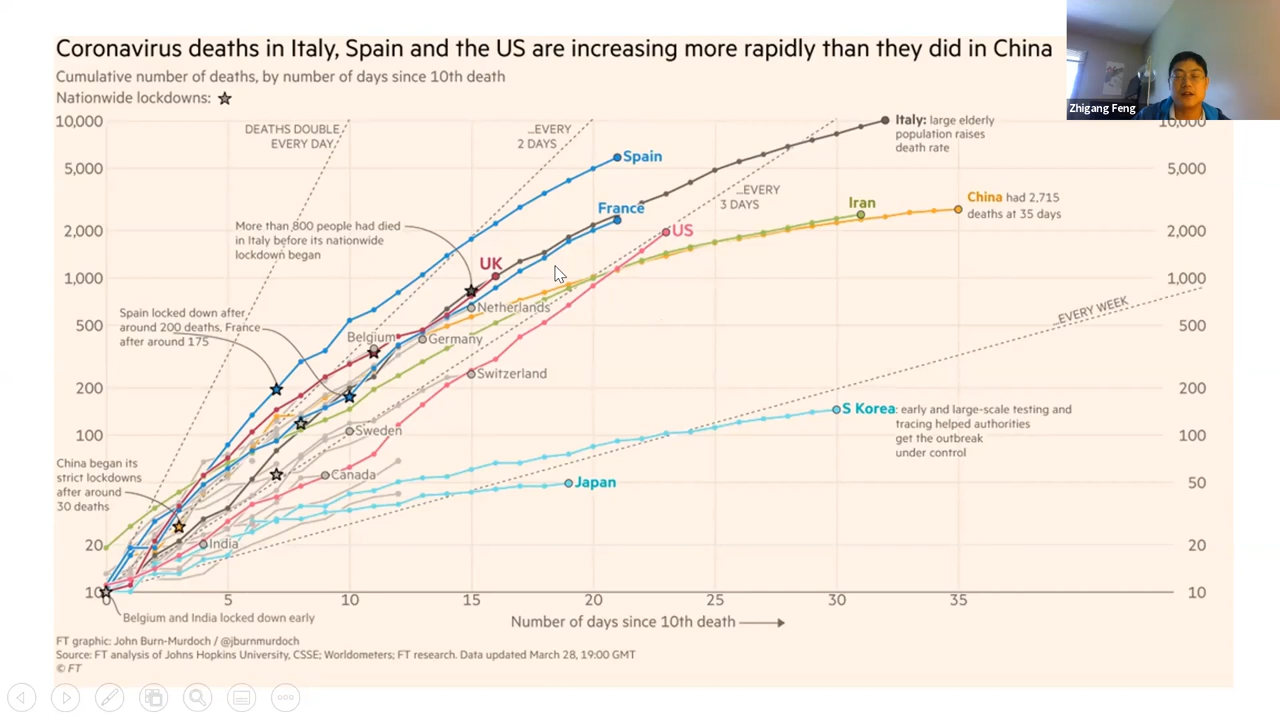 Coronavirus deaths in Italy, Spain and the US are increasing more rapidly than they did in China
Cumulative number of deaths, by number of days since 10th death
Nationwide lockdowns:
Zhigang Feng
10,000
5,000
2,000
1,000
500
200
100
50
20
10
DEATHS DOUBLE
EVERY DAY
...EVERY
2 DAYS
...EVERY
3 DAYS
...EVERY WEEK
Italy: large elderly
population raises
death rate
Spain
France
US
Iran
China had 2,715
deaths at 35 days
More than 800 people had died
in Italy before its nationwide
lockdown began
UK
Netherlands
Spain locked down after
around 200 deaths, France
after around 175
Belgium
Germany
Switzerland
S Korea: early and large-scale testing and
tracing helped authorities
get the outbreak
under control
Sweden
China began its
strict lockdowns
after around
30 deaths
Canada
Japan
India
10,000
5,000
2,000
1,000
500
200
100
50
20
10
0
5
10
15
20
25
30
35
Belgium and India locked down early
Number of days since 10th death
FT graphic: John Burn-Murdoch / @jburnmurdoch
Source: FT analysis of Johns Hopkins University, CSSE; Worldometers; FT research. Data updated March 28, 19:00 GMT
© FT